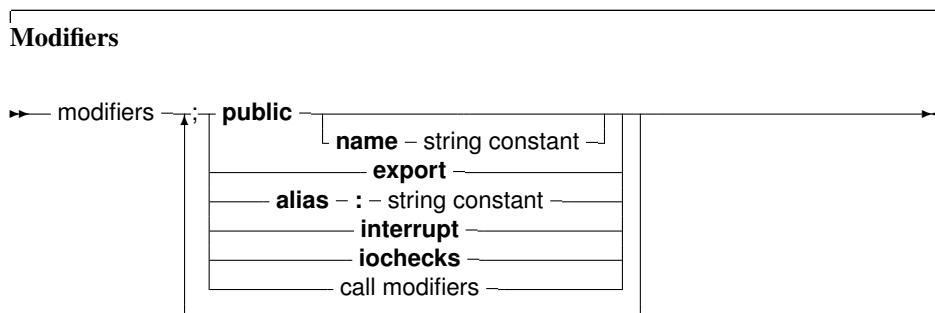 Modifiers
modifiers ; public
name string constant
export
alias : string constant
interrupt
iochecks
call modifiers